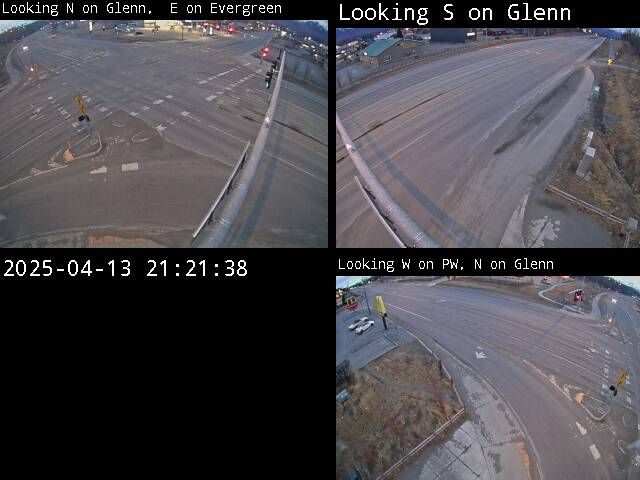 Looking N on Glenn,  E on Evergreen
Looking S on Glenn
2025-04-13 21:21:38
Looking W on PW, N on Glenn